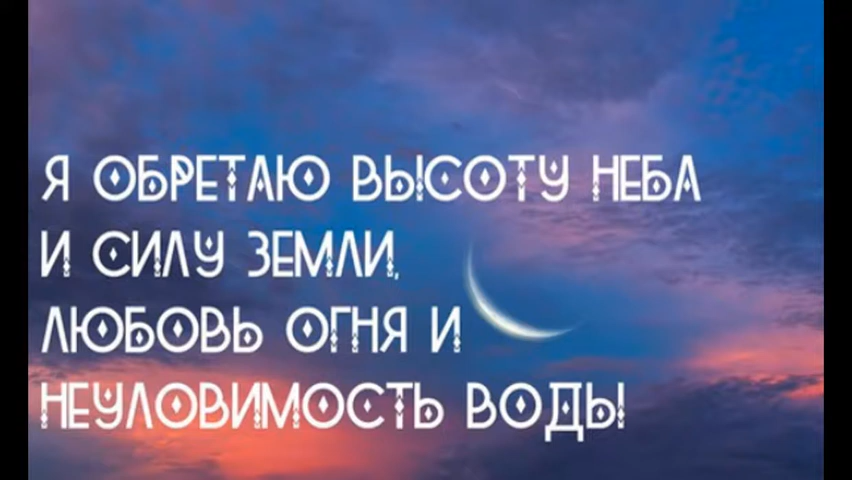 Я ОБРЕТАЮ ВЫСОТУ НЕБА
И СИЛУ ЗЕМЛИ,
ЛЮБОВЬ ОГНЯ И
НЕУЛОВИМОСТЬ ВОДЫ